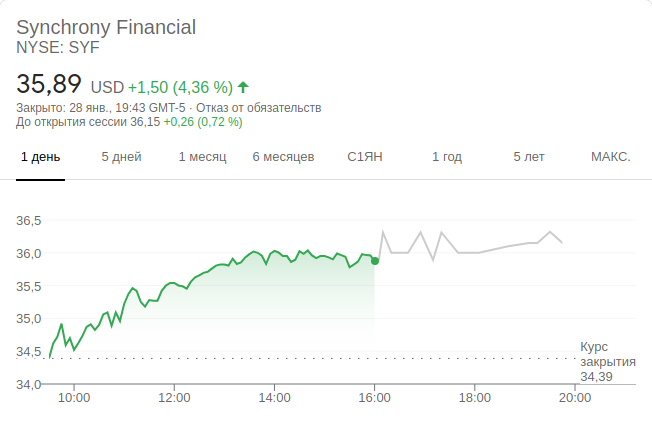 Synchrony Financial
NYSE: SYF
35,89 USD +1,50 (4,36 %)
Закрыто: 28 янв., 19:43 GMT-5 · Отказ от обязательств
До открытия сессии 36,15 +0,26 (0,72 %)
1 день 5 дней 1 месяц 6 месяцев С1ЯН 1 год 5 лет МАКС.
36,5
36,0
35,5
35,0
34,5
34,0
Курс
закрытия
34,39
10:00 12:00 14:00 16:00 18:00 20:00